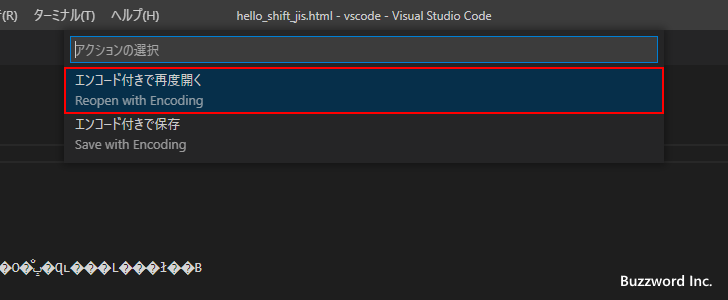 (R) ターミナル(T) ヘルプ(H) hello_shift_jis.html - vscode - Visual Studio Code
アクションの選択
エンコード付きで再度開く
Reopen with Encoding
エンコード付きで保存
Save with Encoding
Buzzword Inc.